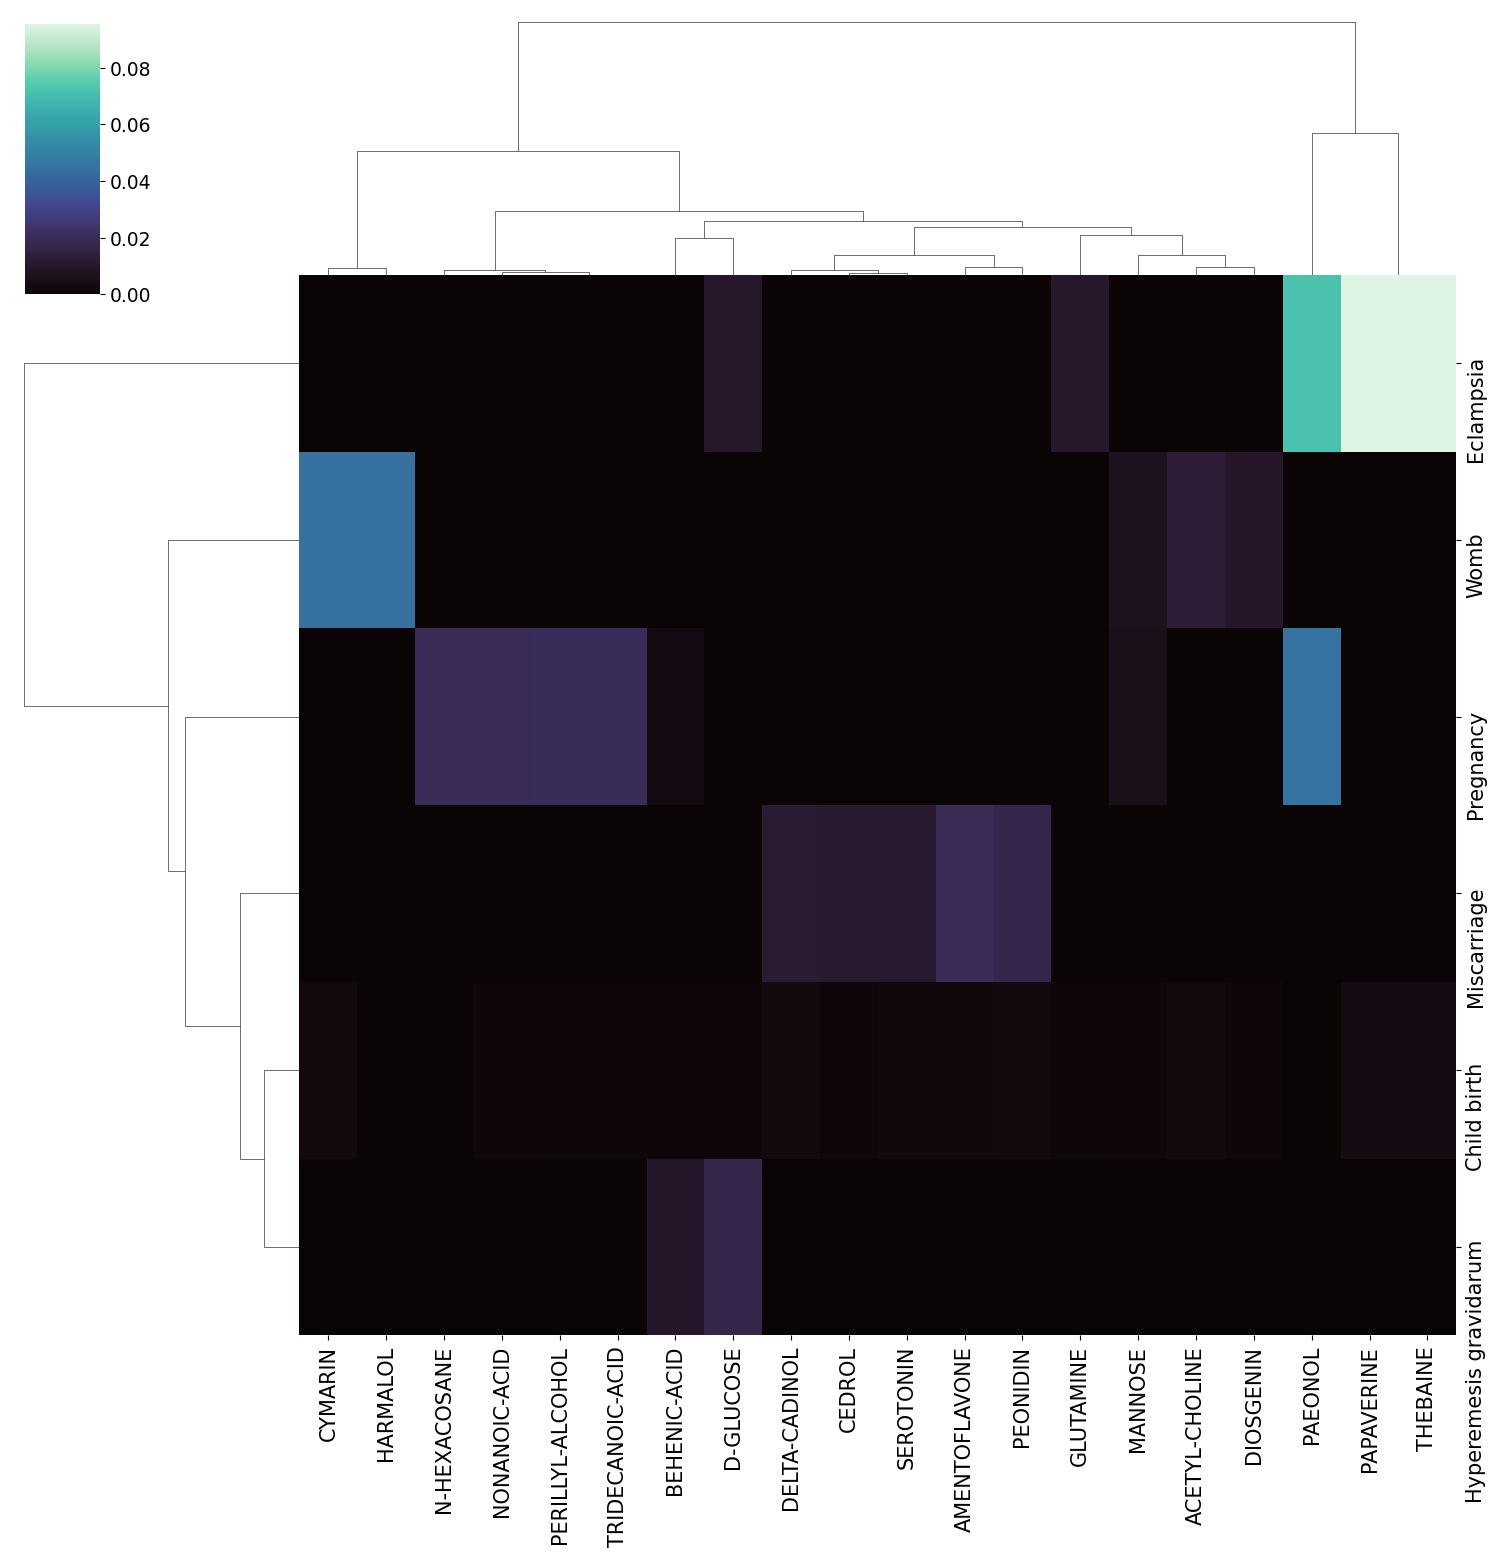 0.08
0.06
0.04
0.02
0.00
Eclampsia
Womb
Pregnancy
Miscarriage
Child birth
Hyperemesis gravidarum
CYMARIN
HARMALOL
N-HEXACOSANE
NONANOIC-ACID
PERILLYL-ALCOHOL
TRIDECANOIC-ACID
BEHENIC-ACID
D-GLUCOSE
DELTA-CADINOL
CEDROL
SEROTONIN
AMENTOFLAVONE
PEONIDIN
GLUTAMINE
MANNOSE
ACETYL-CHOLINE
DIOSGENIN
PAEONOL
PAPAVERINE
THEBAINE